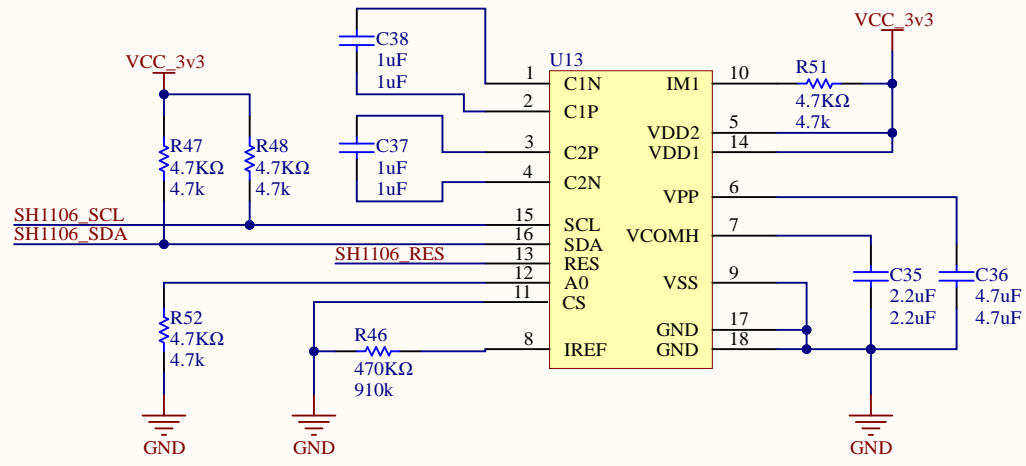 VCC_3v3
C38
1uF
1uF
VCC_3v3
U13
1
C1N
IM1
10
R51
4.7KΩ
4.7k
2
C1P
5
VDD2
14
VDD1
R47
4.7KΩ
4.7k
R48
4.7KΩ
4.7k
C37
1uF
1uF
3
C2P
4
C2N
VPP
6
SH1106_SCL
15
SCL
VCOMH
7
SH1106_SDA
16
SDA
SH1106_RES
13
RES
12
A0
VSS
9
C35
2.2uF
2.2uF
C36
4.7uF
4.7uF
11
CS
R52
4.7KΩ
4.7k
GND
17
R46
470KΩ
910k
8
IREF
GND
18
GND
GND
GND